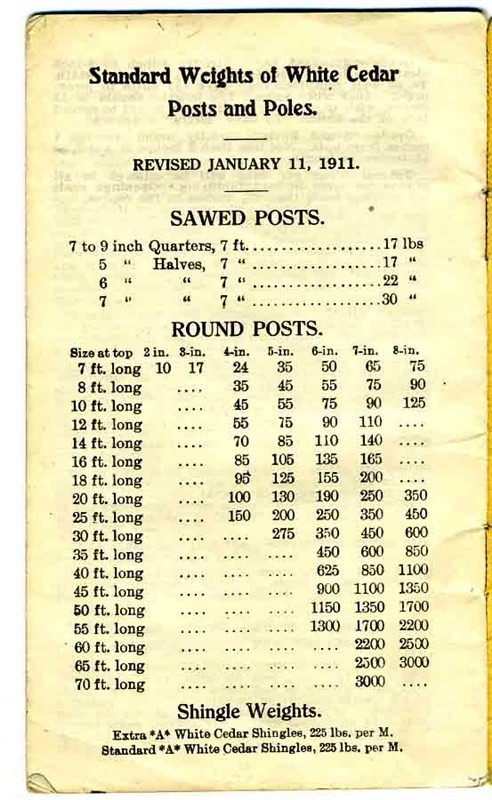 Standard Weights of White Cedar
Posts and Poles.
REVISED JANUARY 11, 1911.
SAWED POSTS.
7 to 9 inch Quarters, 7 ft....................17 lbs
5 " Halves, 7 "....................17 "
6 " " 7 "....................22 "
7 " " 7 "....................30 "
ROUND POSTS.
Size at top 2 in. 3-in. 4-in. 5-in. 6-in. 7-in. 8-in.
7 ft. long 10 17 24 35 50 65 75
8 ft. long .... 35 45 55 75 90
10 ft. long .... 45 55 75 90 125
12 ft. long .... 55 75 90 110 ....
14 ft. long .... 70 85 110 140 ....
16 ft. long .... 85 105 135 165 ....
18 ft. long .... 95 125 155 200 ....
20 ft. long .... 100 130 190 250 350
25 ft. long .... 150 200 250 350 450
30 ft. long .... .... 275 350 450 600
35 ft. long .... .... .... 450 600 850
40 ft. long .... .... .... 625 850 1100
45 ft. long .... .... .... 900 1100 1350
50 ft. long .... .... .... 1150 1350 1700
55 ft. long .... .... .... 1300 1700 2200
60 ft. long .... .... .... .... 2200 2500
65 ft. long .... .... .... .... 2500 3000
70 ft. long .... .... .... .... 3000 ....
Shingle Weights.
Extra *A* White Cedar Shingles, 225 lbs. per M.
Standard *A* White Cedar Shingles, 225 lbs. per M.